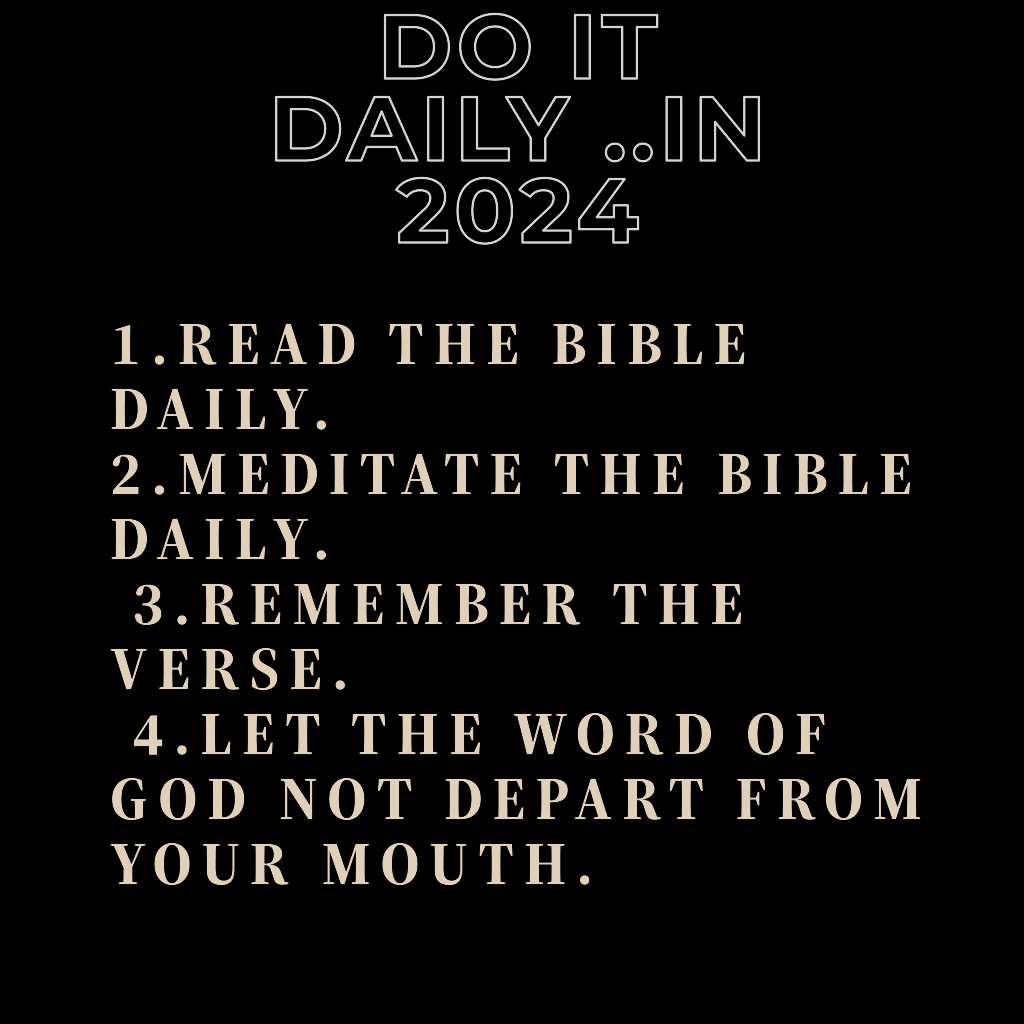 DO IT
DAILY ..IN
2024
1.READ THE BIBLE
DAILY.
2.MEDITATE THE BIBLE
DAILY.
3.REMEMBER THE
VERSE.
4.LET THE WORD OF
GOD NOT DEPART FROM
YOUR MOUTH.